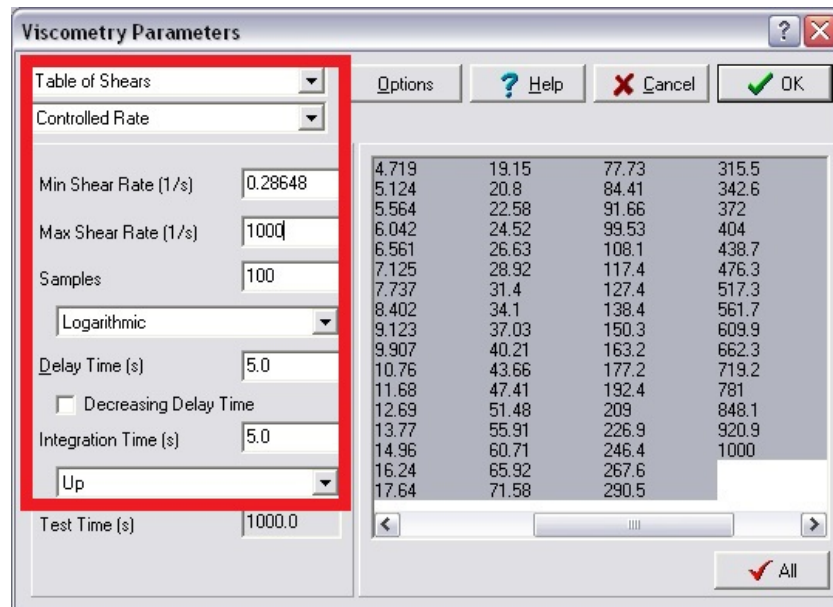 Viscometry Parameters
?
Table of Shears
Options
? Help
Cancel
OK
Controlled Rate
Min Shear Rate (1/s) 0.28648
Max Shear Rate (1/s) 1000
Samples 100
Logarithmic
Delay Time (s) 5.0
Decreasing Delay Time
Integration Time (s) 5.0
Up
Test Time (s) 1000.0
4.719 19.15 77.73 315.5
5.124 20.8 84.41 342.6
5.564 22.58 91.66 372
6.042 24.52 99.53 404
6.561 26.63 108.1 438.7
7.125 28.92 117.4 476.3
7.737 31.4 127.4 517.3
8.402 34.1 138.4 561.7
9.123 37.03 150.3 609.9
9.907 40.21 163.2 662.3
10.76 43.66 177.2 719.2
11.68 47.41 192.4 781
12.69 51.48 209 848.1
13.77 55.91 226.9 920.9
14.96 60.71 246.4 1000
16.24 65.92 267.6
17.64 71.58 290.5
All